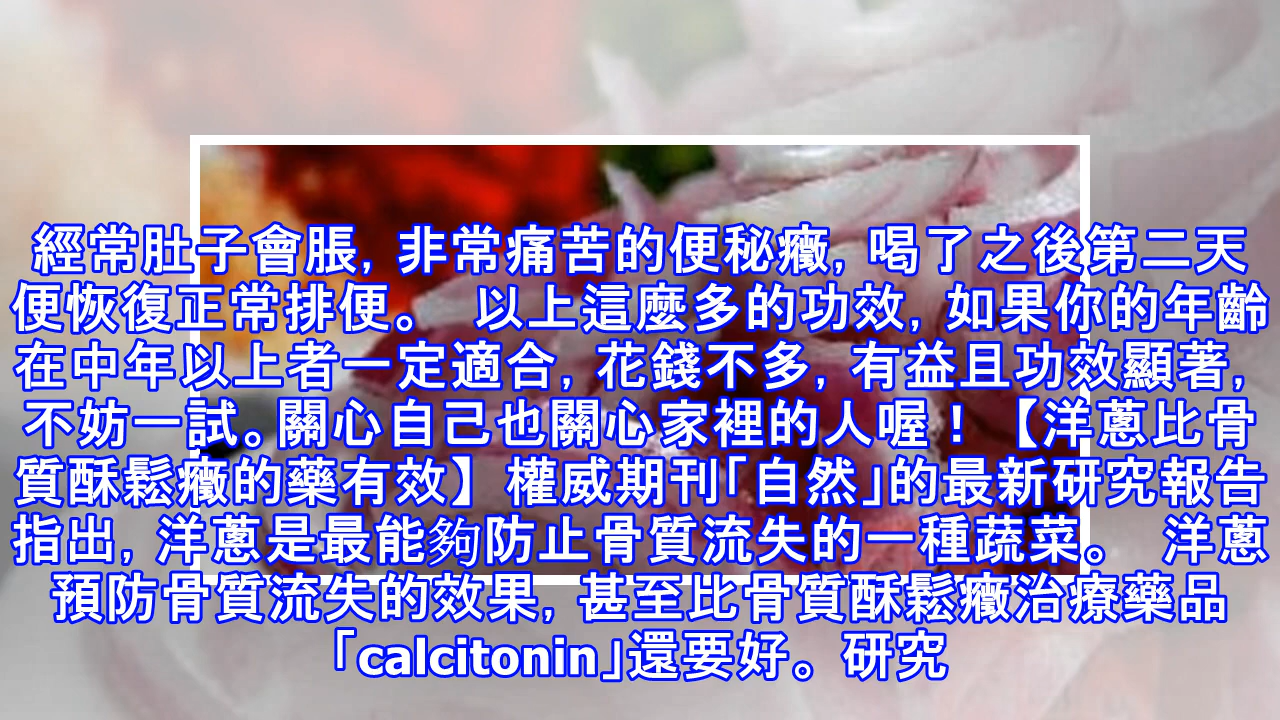 經常肚子會脹，非常痛苦的便秘癥，喝了之後第二天
便恢復正常排便。 以上這麼多的功效，如果你的年齡
在中年以上者一定適合，花錢不多，有益且功效顯著，
不妨一試。關心自己也關心家裡的人喔！【洋蔥比骨
質酥鬆癥的藥有效】權威期刊「自然」的最新研究報告
指出，洋蔥是最能夠防止骨質流失的一種蔬菜。 洋蔥
預防骨質流失的效果，甚至比骨質酥鬆癥治療藥品
「calcitonin」還要好。研究